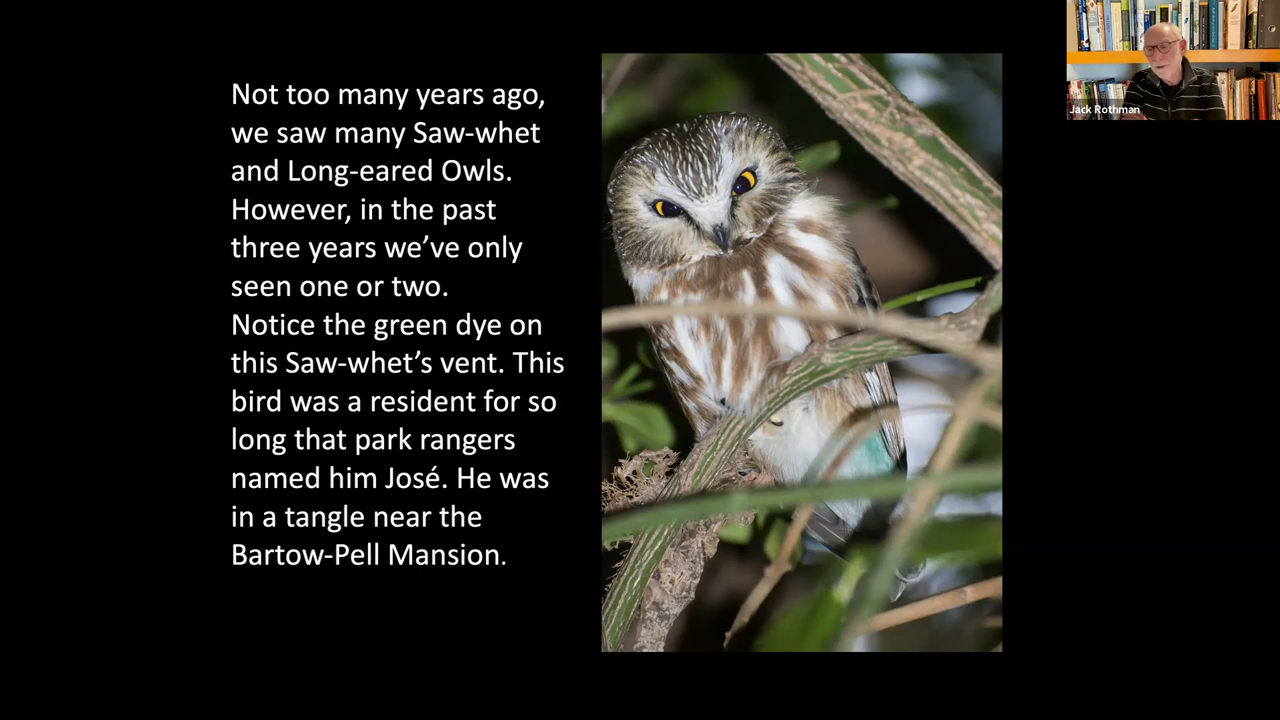 Not too many years ago,
we saw many Saw-whet
and Long-eared Owls.
However, in the past
three years we’ve only
seen one or two.
Notice the green dye on
this Saw-whet’s vent. This
bird was a resident for so
long that park rangers
named him José. He was
in a tangle near the
Bartow-Pell Mansion.
Jack Rothman